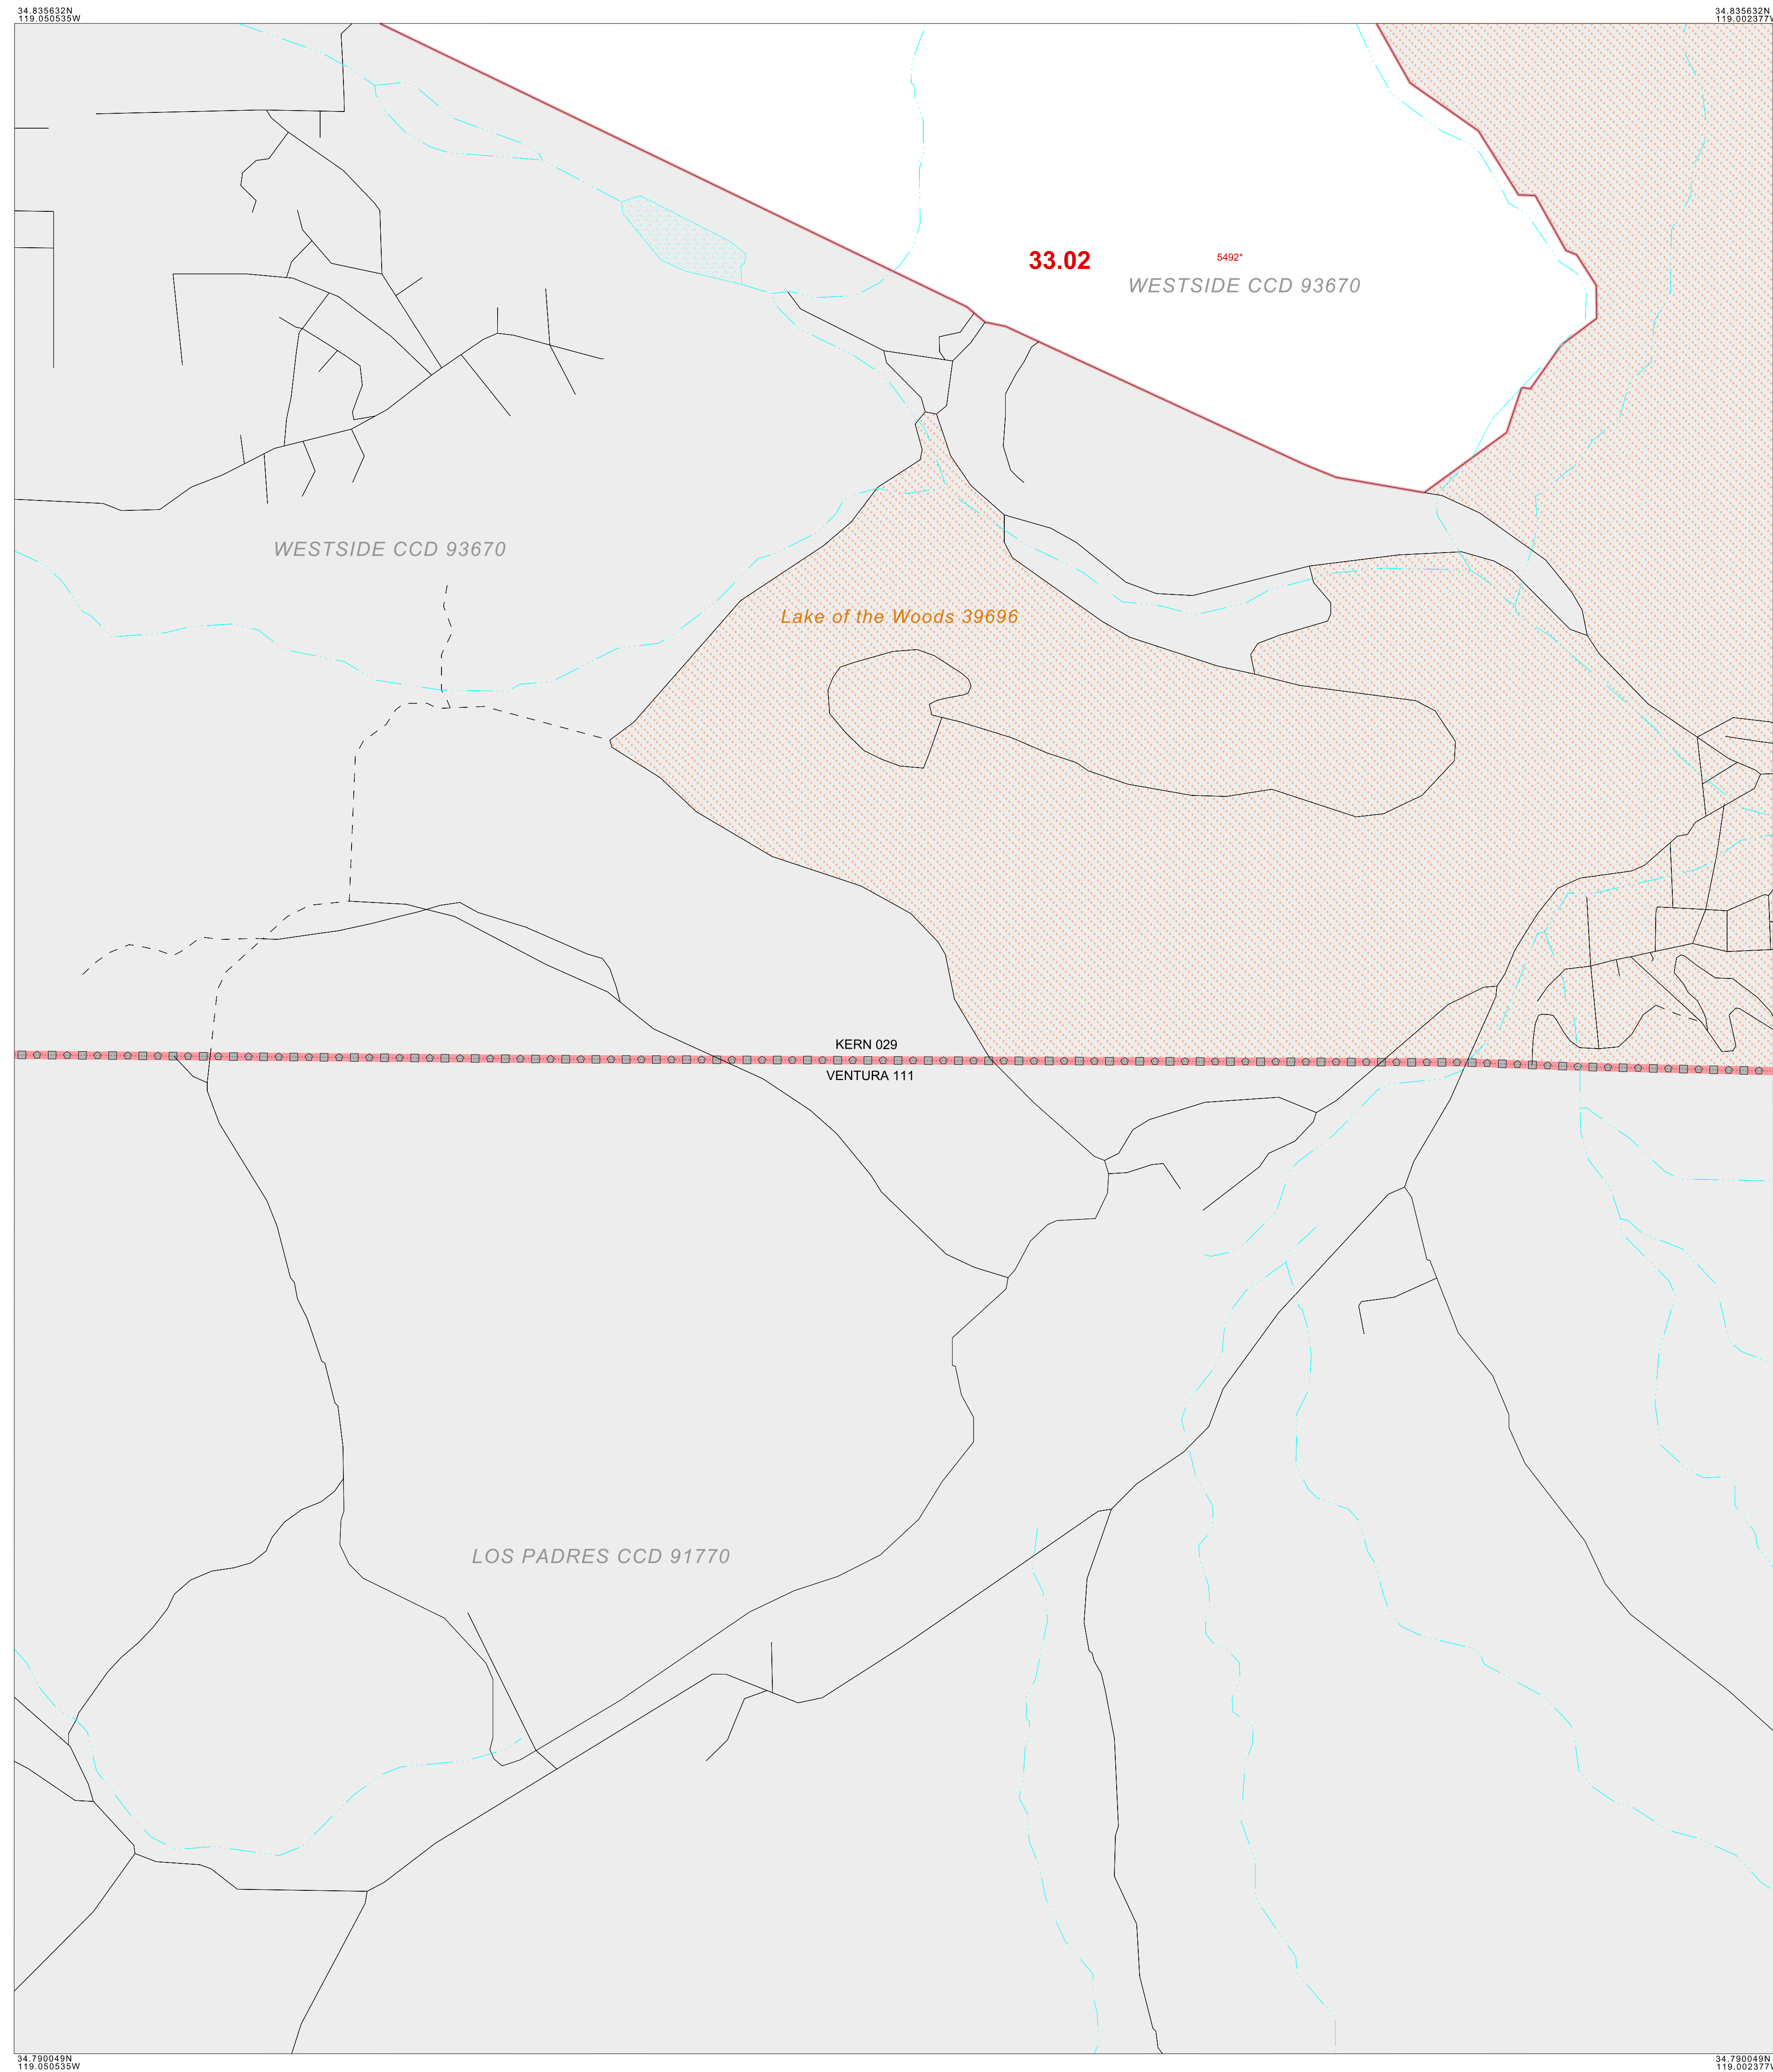 34.835632N
119.050535W
34.835632N
119.002377W
33.02
5492*
WESTSIDE CCD 93670
WESTSIDE CCD 93670
Lake of the Woods 39696
KERN 029
VENTURA 111
LOS PADRES CCD 91770
34.790049N
119.050535W
34.790049N
119.002377W